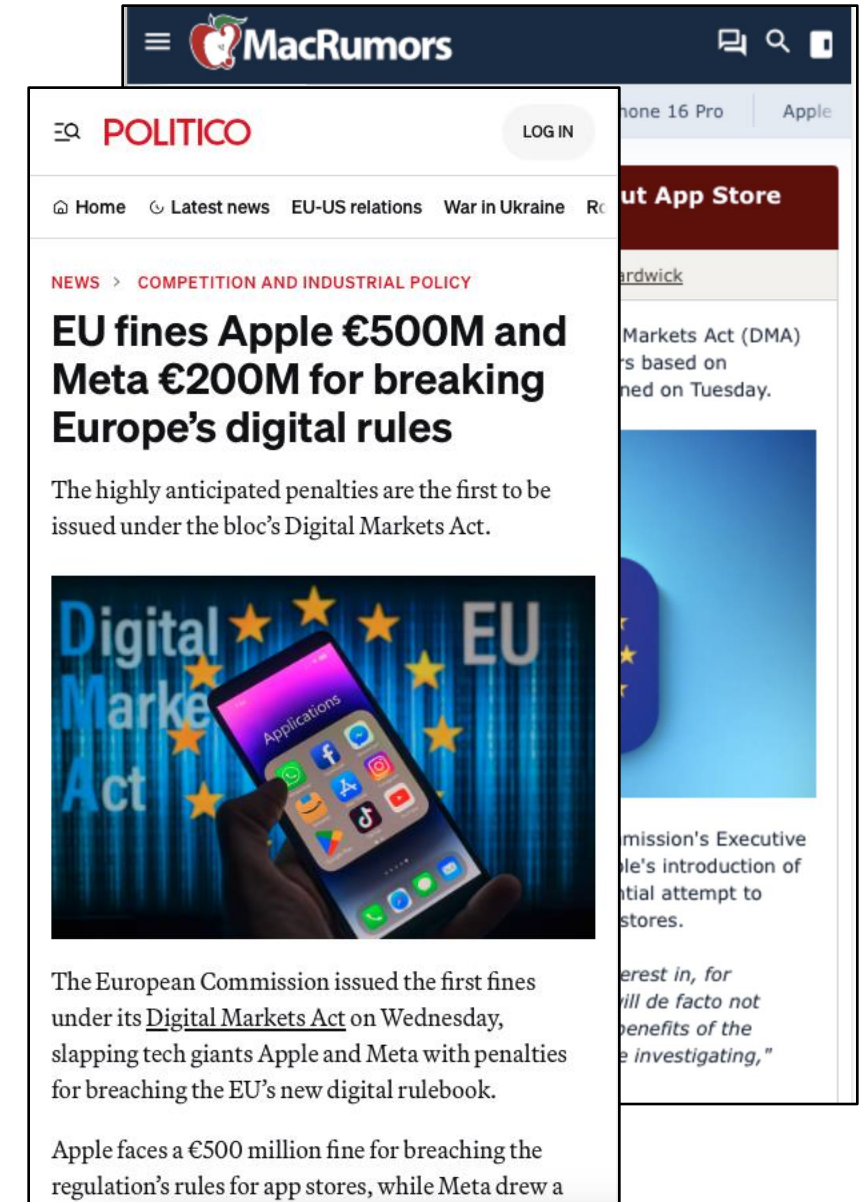 MacRumors
hone 16 Pro
Apple
POLITICO
LOG IN
Home
Latest news
EU-US relations
War in Ukraine
NEWS > COMPETITION AND INDUSTRIAL POLICY
EU fines Apple €500M and
Meta €200M for breaking
Europe's digital rules
The highly anticipated penalties are the first to be
issued under the bloc's Digital Markets Act.
Digital
EU
Marke
Act
Applications
The European Commission issued the first fines
under its Digital Markets Act on Wednesday,
slapping tech giants Apple and Meta with penalties
for breaching the EU's new digital rulebook.
Apple faces a €500 million fine for breaching the
regulation's rules for app stores, while Meta drew a
ut App Store
ardwick
Markets Act (DMA)
rs based on
ned on Tuesday.
mmission's Executive
ple's introduction of
ntial attempt to
stores.
erest in, for
will de facto not
benefits of the
e investigating,"